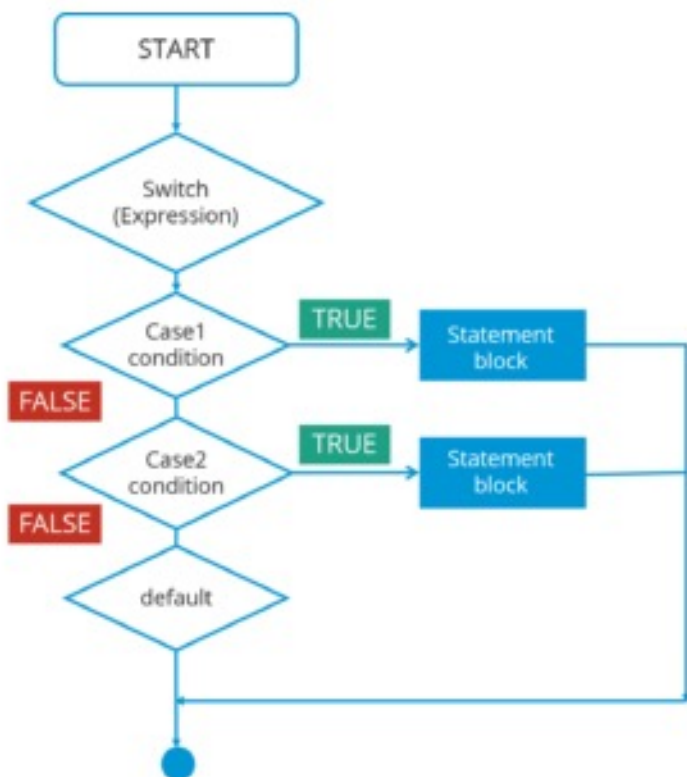 START
Switch
(Expression)
Case1
condition
TRUE
Statement
block
FALSE
Case2
condition
TRUE
Statement
block
FALSE
default